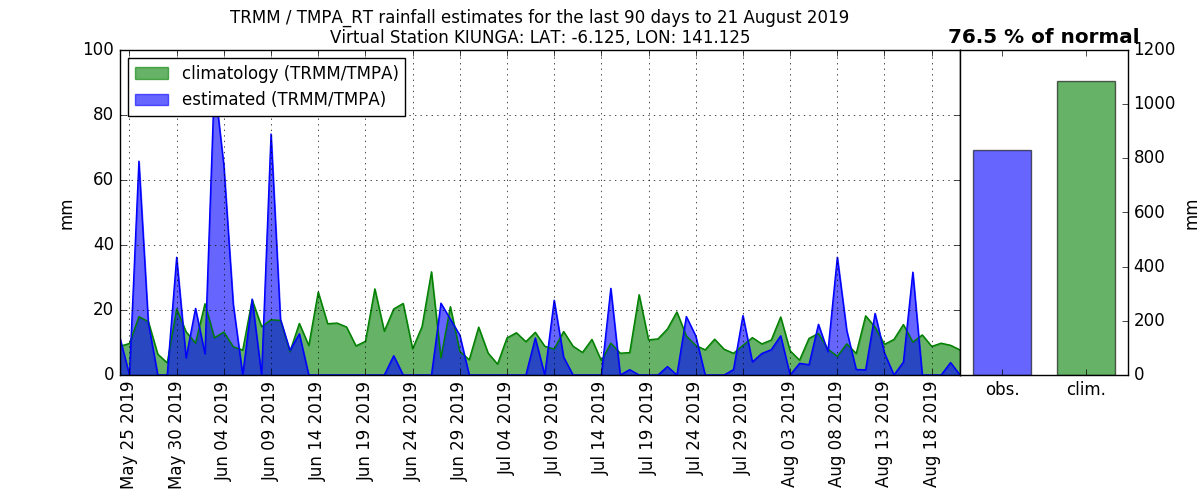 TRMM / TMPA_RT rainfall estimates for the last 90 days to 21 August 2019
Virtual Station KIUNGA: LAT: -6.125, LON: 141.125
76.5 % of normal
climatology (TRMM/TMPA)
estimated (TRMM/TMPA)
100
80
60
40
20
0
mm
1200
1000
800
600
400
200
0
mm
obs.
clim.
May 25 2019
May 30 2019
Jun 04 2019
Jun 09 2019
Jun 14 2019
Jun 19 2019
Jun 24 2019
Jun 29 2019
Jul 04 2019
Jul 09 2019
Jul 14 2019
Jul 19 2019
Jul 24 2019
Jul 29 2019
Aug 03 2019
Aug 08 2019
Aug 13 2019
Aug 18 2019